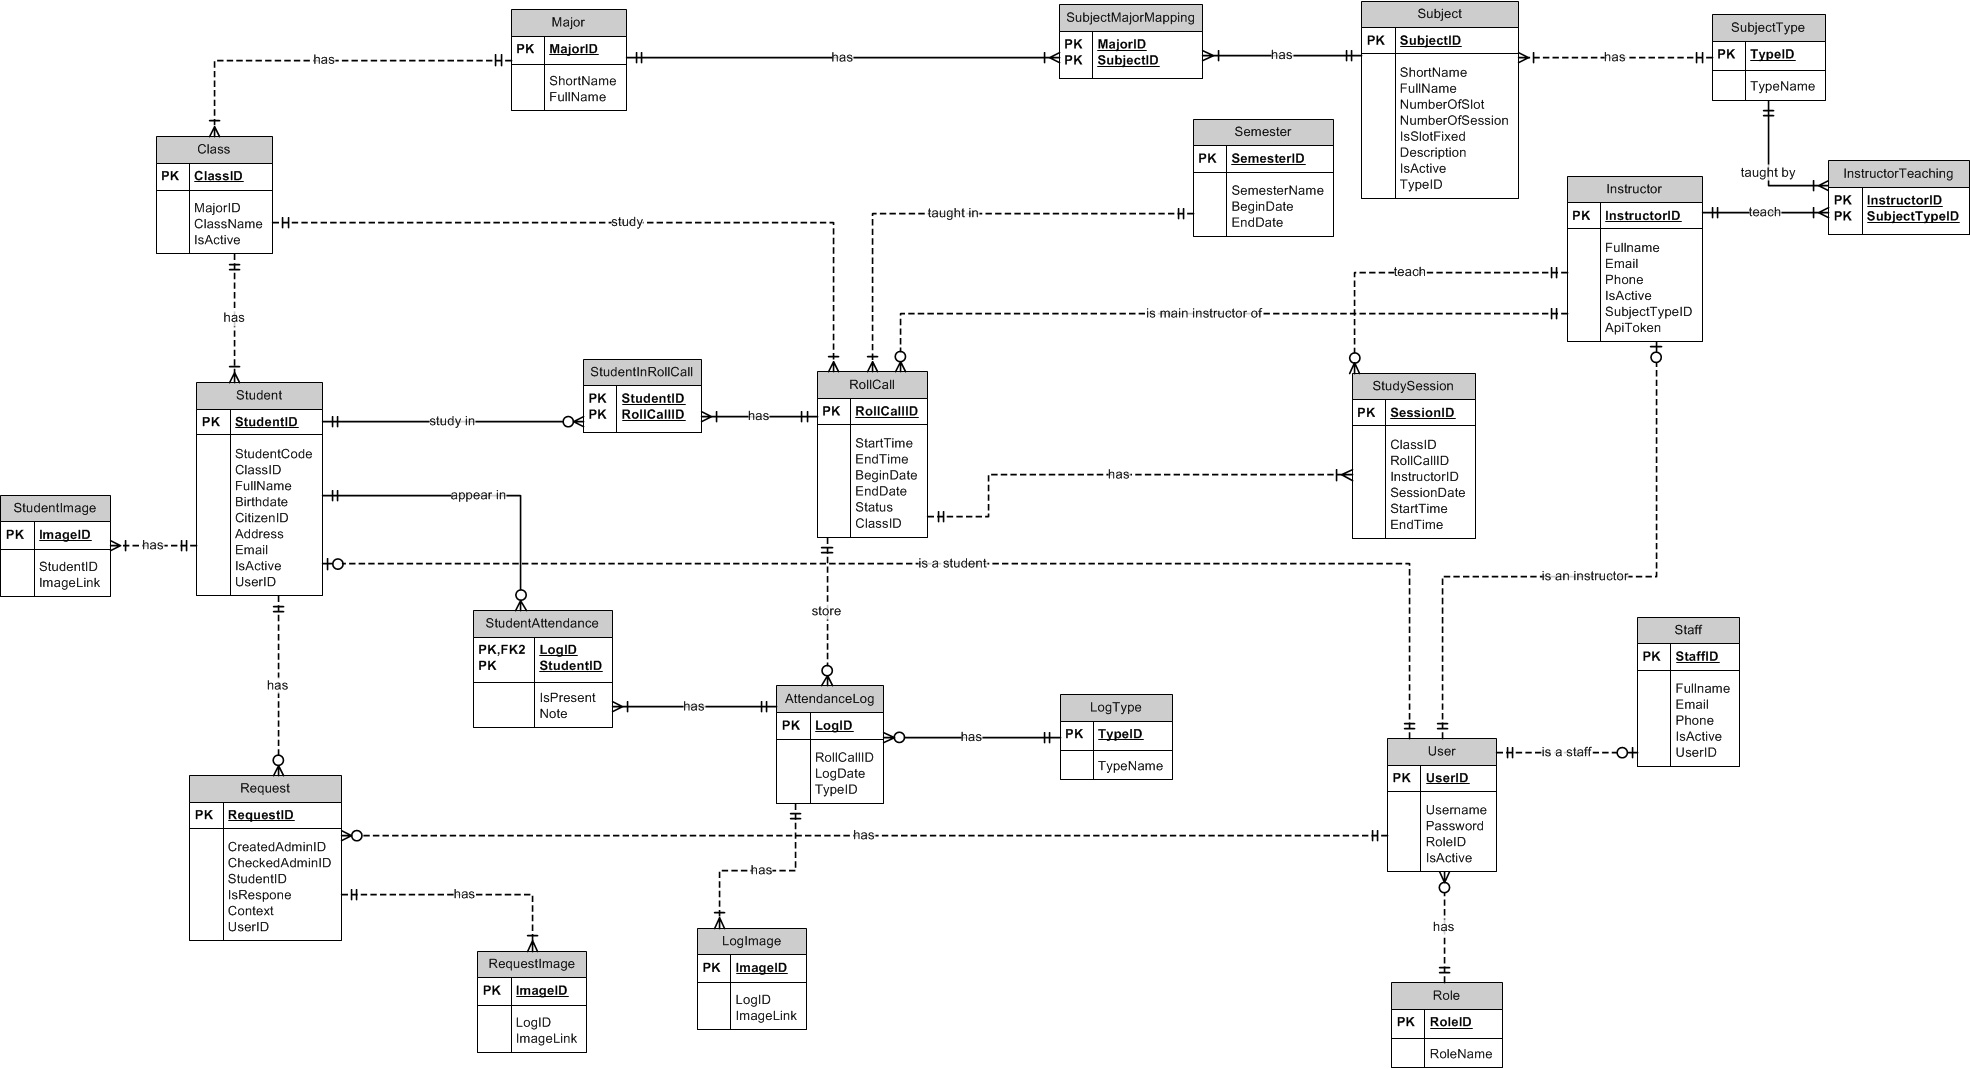 Major
PK MajorID
ShortName
FullName
has
has
SubjectMajorMapping
PK MajorID
PK SubjectID
has
Subject
PK SubjectID
ShortName
FullName
NumberOfSlot
NumberOfSession
IsSlotFixed
Description
IsActive
TypeID
has
SubjectType
PK TypeID
TypeName
taught by
InstructorTeaching
PK InstructorID
PK SubjectTypeID
teach
Class
PK ClassID
MajorID
ClassName
IsActive
study
Semester
PK SemesterID
SemesterName
BeginDate
EndDate
taught in
Instructor
PK InstructorID
Fullname
Email
Phone
IsActive
SubjectTypeID
ApiToken
teach
is main instructor of
has
Student
PK StudentID
StudentCode
ClassID
FullName
Birthdate
CitizenID
Address
Email
IsActive
UserID
study in
StudentInRollCall
PK StudentID
PK RollCallID
has
RollCall
PK RollCallID
StartTime
EndTime
BeginDate
EndDate
Status
ClassID
has
StudySession
PK SessionID
ClassID
RollCallID
InstructorID
SessionDate
StartTime
EndTime
StudentImage
PK ImageID
StudentID
ImageLink
has
appear in
is a student
is an instructor
store
StudentAttendance
PK,FK2 LogID
PK StudentID
IsPresent
Note
has
AttendanceLog
PK LogID
RollCallID
LogDate
TypeID
has
LogType
PK TypeID
TypeName
Staff
PK StaffID
Fullname
Email
Phone
IsActive
UserID
is a staff
User
PK UserID
Username
Password
RoleID
IsActive
has
Request
PK RequestID
CreatedAdminID
CheckedAdminID
StudentID
IsRespone
Context
UserID
has
has
has
RequestImage
PK ImageID
LogID
ImageLink
LogImage
PK ImageID
LogID
ImageLink
has
Role
PK RoleID
RoleName